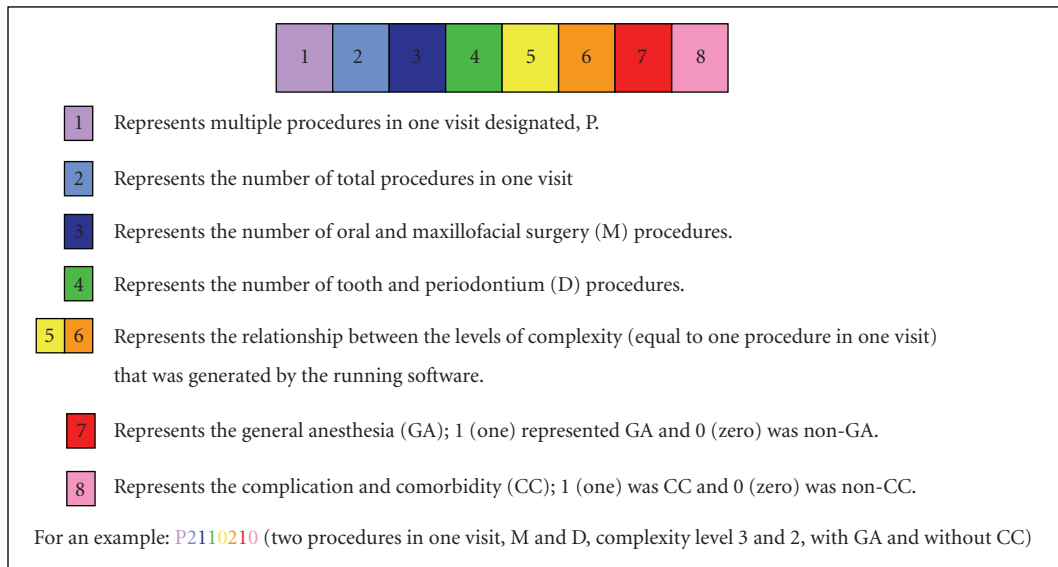 1 2 3 4 5 6 7 8
1 Represents multiple procedures in one visit designated, P.
2 Represents the number of total procedures in one visit
3 Represents the number of oral and maxillofacial surgery (M) procedures.
4 Represents the number of tooth and periodontium (D) procedures.
5 6 Represents the relationship between the levels of complexity (equal to one procedure in one visit)
that was generated by the running software.
7 Represents the general anesthesia (GA); 1 (one) represented GA and 0 (zero) was non-GA.
8 Represents the complication and comorbidity (CC); 1 (one) was CC and 0 (zero) was non-CC.
For an example: P2110210 (two procedures in one visit, M and D, complexity level 3 and 2, with GA and without CC)